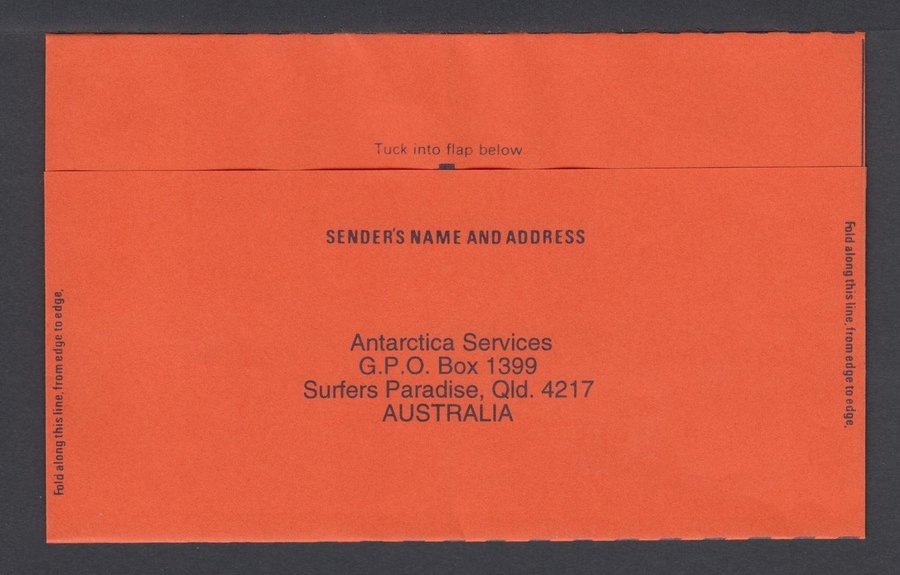 Tuck into flap below
SENDER'S NAME AND ADDRESS
Fold along this line, from edge to edge.
Fold along this line, from edge to edge.
Antarctica Services
G.P.O. Box 1399
Surfers Paradise, Qld. 4217
AUSTRALIA